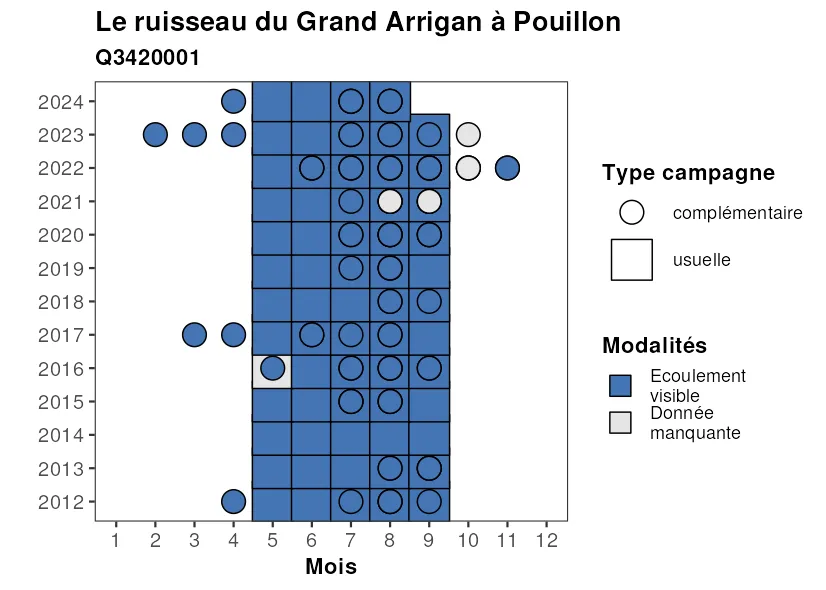 Le ruisseau du Grand Arrigan à Pouillon
Q3420001
2024
2023
2022
2021
2020
2019
2018
2017
2016
2015
2014
2013
2012
1 2 3 4 5 6 7 8 9 10 11 12
Mois
Type campagne
complémentaire
usuelle
Modalités
Ecoulement
visible
Donnée
manquante